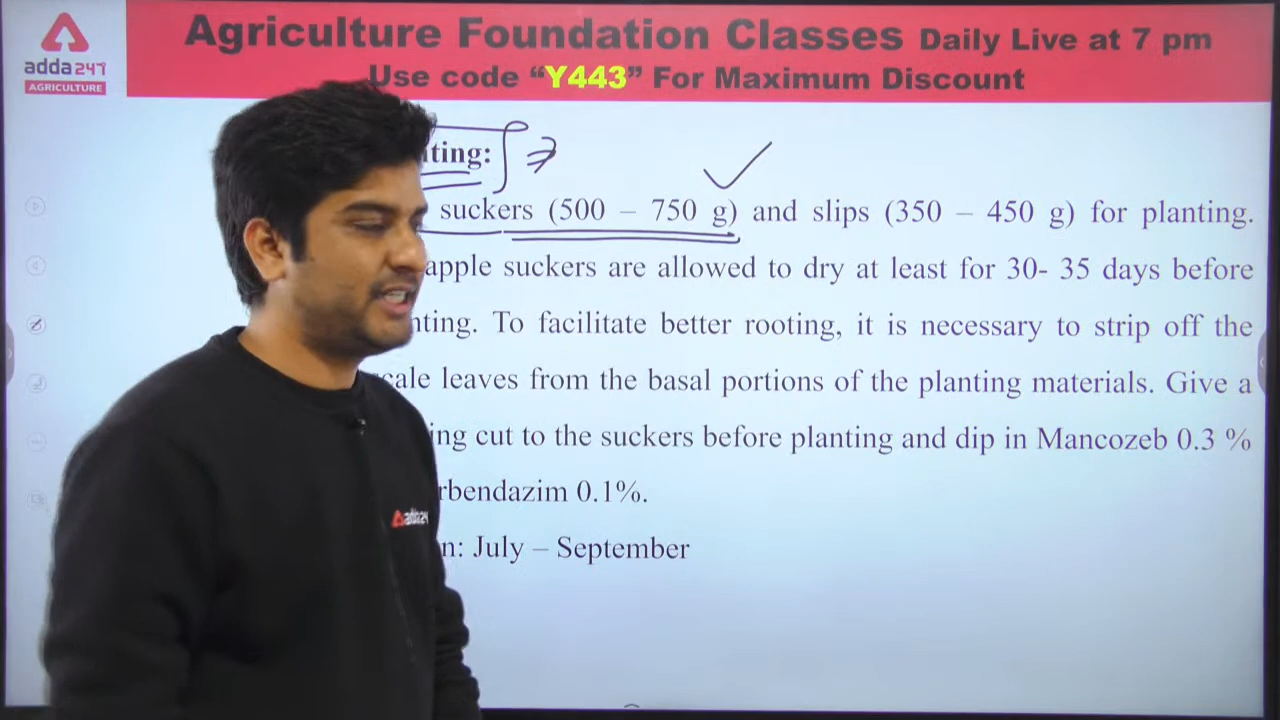 adda247
AGRICULTURE
Agriculture Foundation Classes Daily Live at 7 pm
Use code “Y443” For Maximum Discount
ting:
suckers (500 – 750 g) and slips (350 – 450 g) for planting.
apple suckers are allowed to dry at least for 30- 35 days before
nting. To facilitate better rooting, it is necessary to strip off the
cale leaves from the basal portions of the planting materials. Give a
ing cut to the suckers before planting and dip in Mancozeb 0.3 %
rbendazim 0.1%.
n: July – September
adda247